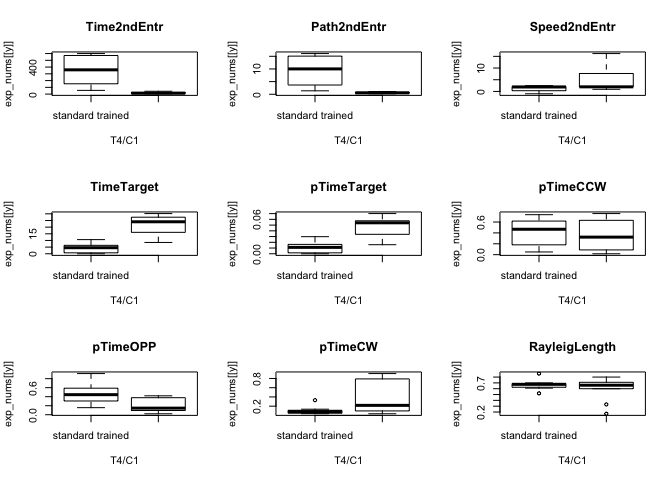 Time2ndEntr
exp_nums[[y]]
0 400
standard trained
T4/C1
Path2ndEntr
exp_nums[[y]]
0 10
standard trained
T4/C1
Speed2ndEntr
exp_nums[[y]]
0 10
standard trained
T4/C1
TimeTarget
exp_nums[[y]]
0 15
standard trained
T4/C1
pTimeTarget
exp_nums[[y]]
0.00 0.06
standard trained
T4/C1
pTimeCCW
exp_nums[[y]]
0.0 0.6
standard trained
T4/C1
pTimeOPP
exp_nums[[y]]
0.0 0.6
standard trained
T4/C1
pTimeCW
exp_nums[[y]]
0.2 0.8
standard trained
T4/C1
RayleigLength
exp_nums[[y]]
0.2 0.7
standard trained
T4/C1